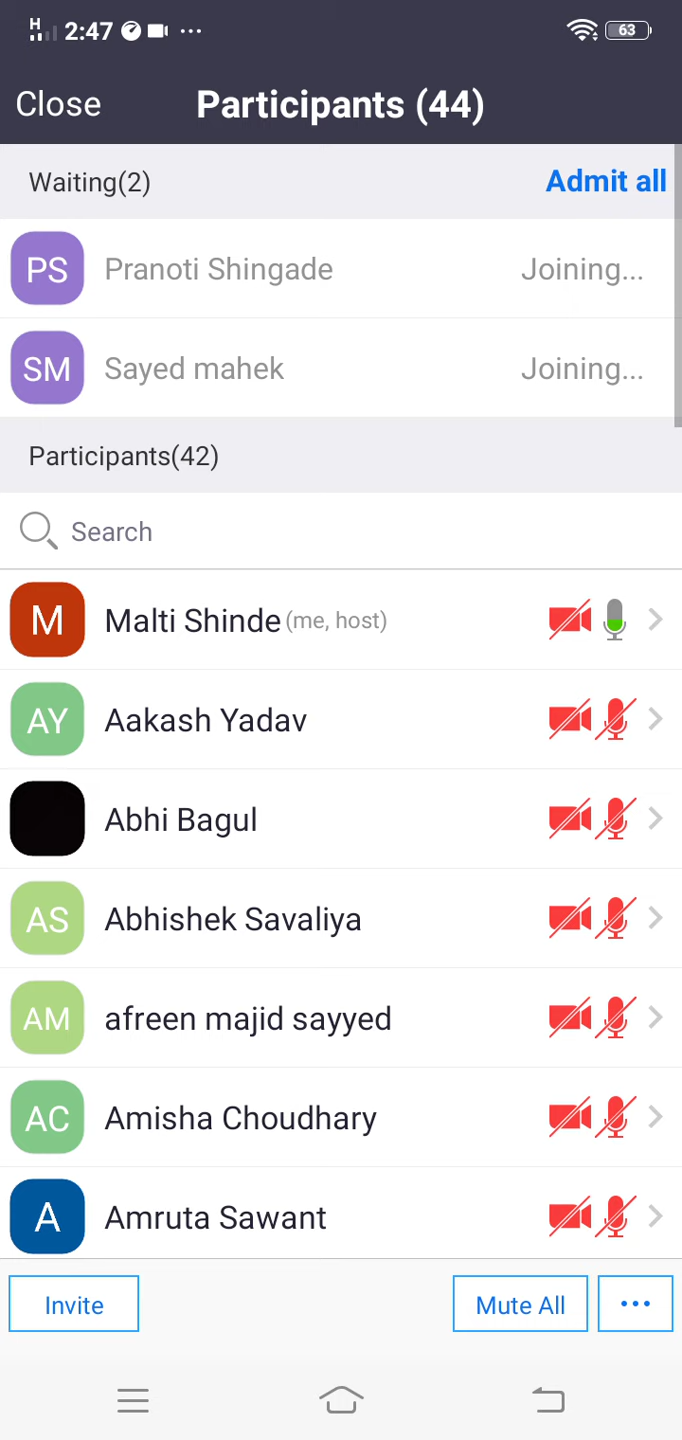 H 2:47 ... 63
Close Participants (44)
Waiting(2) Admit all
PS Pranoti Shingade Joining...
SM Sayed mahek Joining...
Participants(42)
Search
M Malti Shinde (me, host)
AY Aakash Yadav
Abhi Bagul
AS Abhishek Savaliya
AM afreen majid sayyed
AC Amisha Choudhary
A Amruta Sawant
Invite Mute All ...